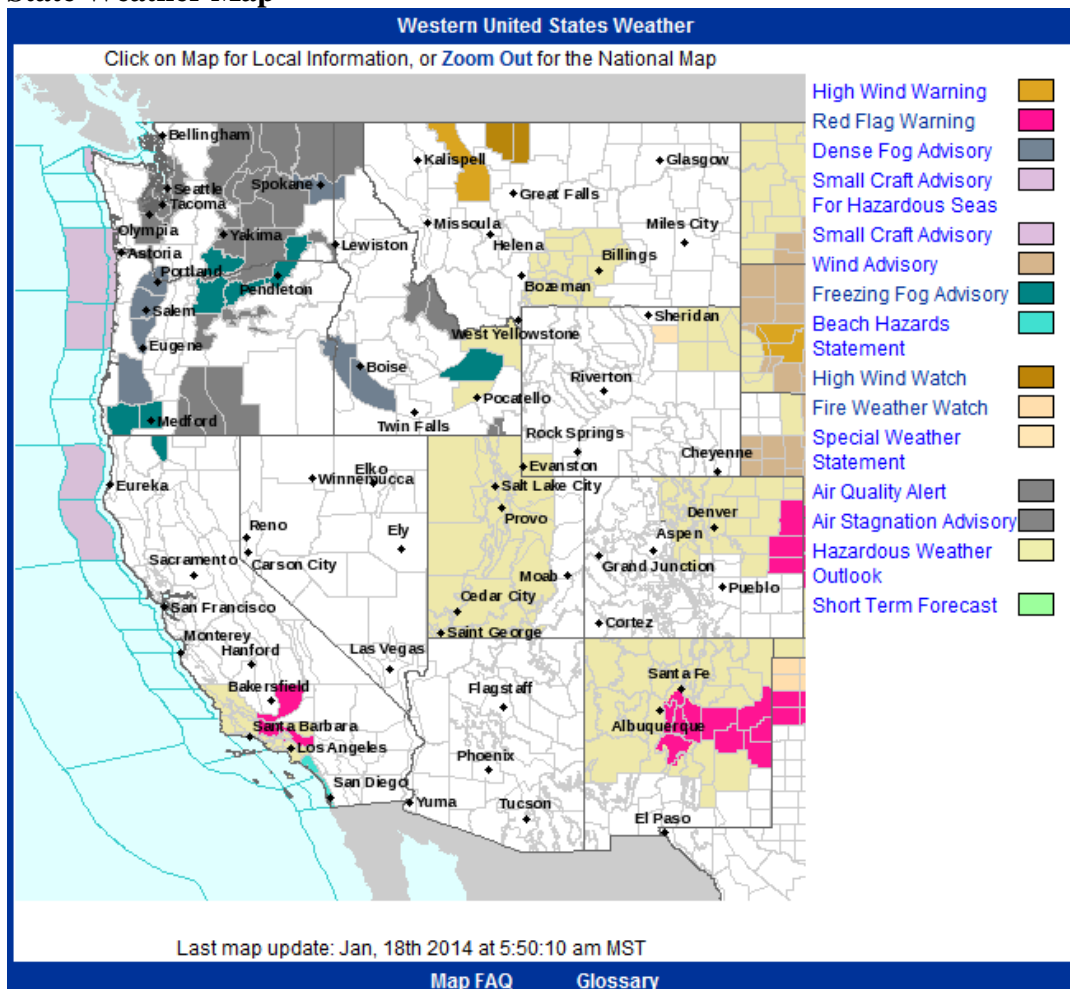 State Weather Map
Western United States Weather
Click on Map for Local Information, or Zoom Out for the National Map
High Wind Warning
Red Flag Warning
Dense Fog Advisory
Small Craft Advisory
For Hazardous Seas
Small Craft Advisory
Wind Advisory
Freezing Fog Advisory
Beach Hazards
Statement
High Wind Watch
Fire Weather Watch
Special Weather
Statement
Air Quality Alert
Air Stagnation Advisory
Hazardous Weather
Outlook
Short Term Forecast
Bellingham
Kalispell
Glasgow
Seattle
Spokane
Tacoma
Great Falls
Olympia
Yakima
Missoula
Miles City
Astoria
Lewiston
Helena
Portland
Billings
Pendleton
Bozeman
Salem
Sheridan
West Yellowstone
Eugene
Boise
Riverton
Pocatello
Medford
Twin Falls
Rock Springs
Cheyenne
Elko
Evanston
Eureka
Winnemucca
Salt Lake City
Provo
Denver
Reno
Ely
Aspen
Sacramento
Carson City
Grand Junction
Moab
Pueblo
San Francisco
Cedar City
Cortez
Monterey
Saint George
Hanford
Las Vegas
Santa Fe
Bakersfield
Flagstaff
Santa Barbara
Albuquerque
Los Angeles
Phoenix
San Diego
Yuma
Tucson
El Paso
Last map update: Jan, 18th 2014 at 5:50:10 am MST
Map FAQ Glossary